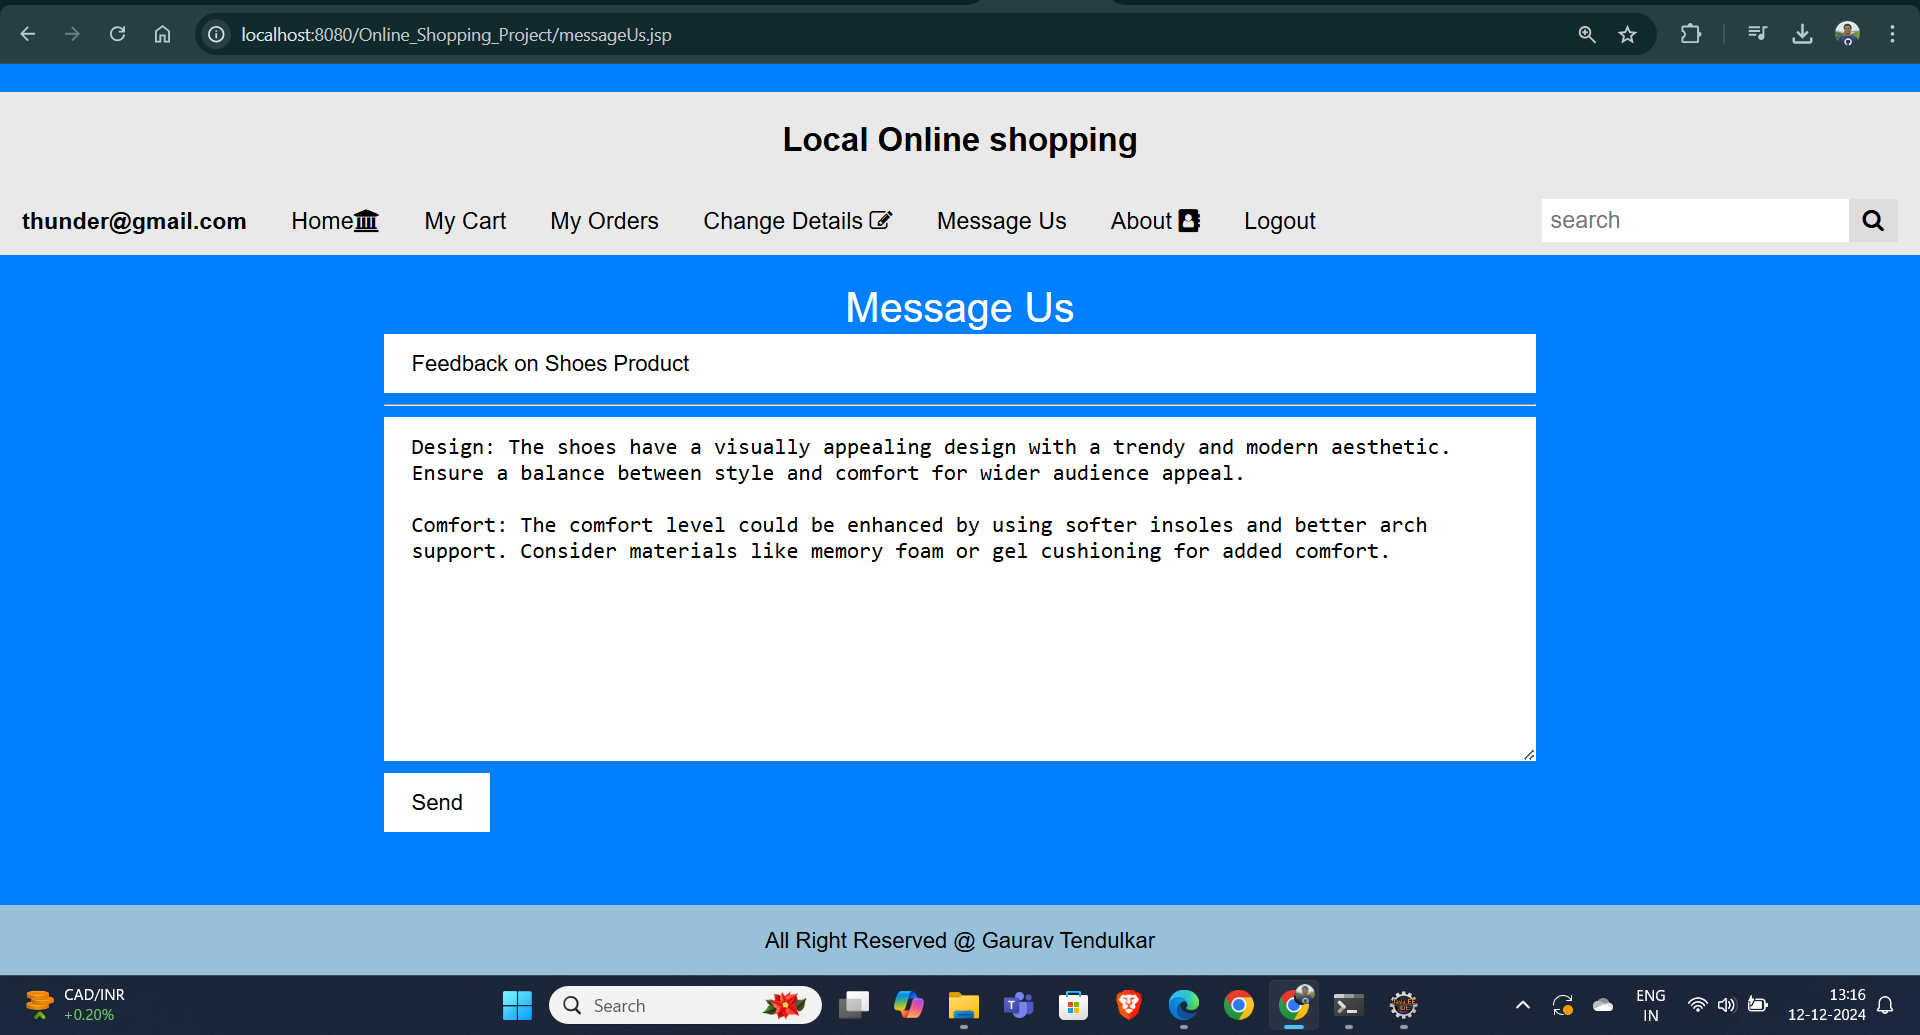 localhost:8080/Online_Shopping_Project/messageUs.jsp
Local Online shopping
thunder@gmail.com Home My Cart My Orders Change Details Message Us About Logout search
Message Us
Feedback on Shoes Product
Design: The shoes have a visually appealing design with a trendy and modern aesthetic.
Ensure a balance between style and comfort for wider audience appeal.
Comfort: The comfort level could be enhanced by using softer insoles and better arch
support. Consider materials like memory foam or gel cushioning for added comfort.
Send
All Right Reserved @ Gaurav Tendulkar
CAD/INR
+0.20%
Search
ENG
IN
13:16
12-12-2024